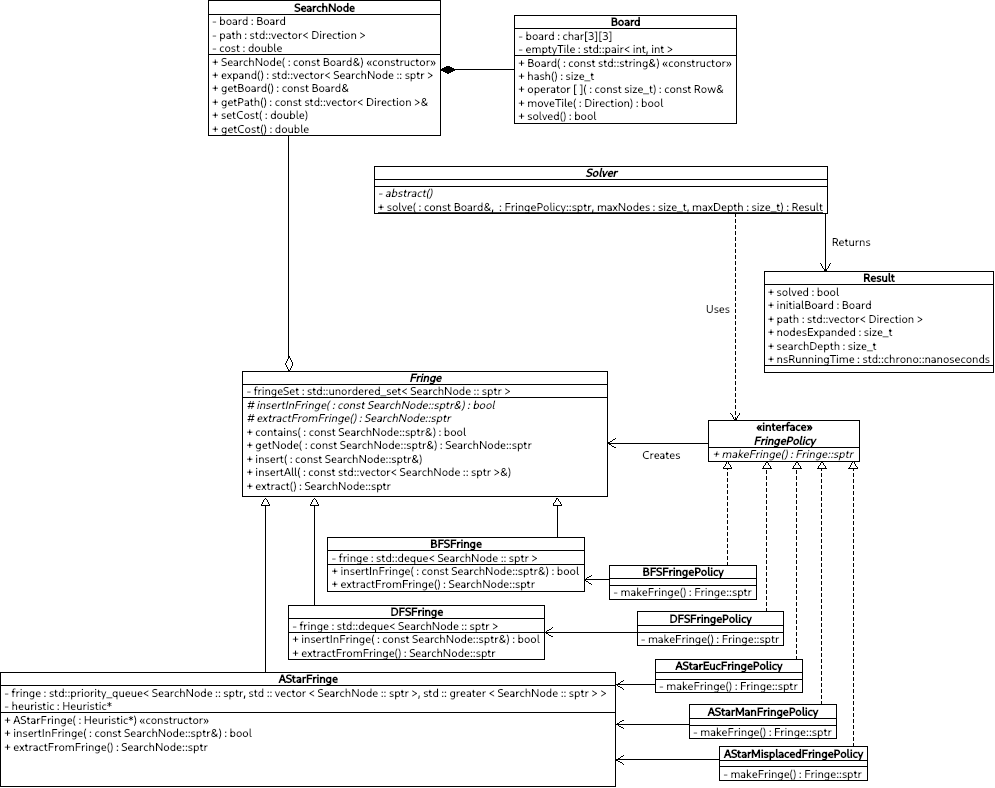 SearchNode
- board : Board
- path : std::vector< Direction >
- cost : double
+ SearchNode( : const Board&) «constructor»
+ expand() : std::vector< SearchNode :: sptr >
+ getBoard() : const Board&
+ getPath() : const std::vector< Direction >&
+ setCost( : double)
+ getCost() : double
Board
- board : char[3][3]
- emptyTile : std::pair< int, int >
+ Board( : const std::string&) «constructor»
+ hash() : size_t
+ operator [ ]( : const size_t) : const Row&
+ moveTile( : Direction) : bool
+ solved() : bool
Solver
- abstract()
+ solve( : const Board&, : FringePolicy::sptr, maxNodes : size_t, maxDepth : size_t) : Result
Returns
Uses
Result
+ solved : bool
+ initialBoard : Board
+ path : std::vector< Direction >
+ nodesExpanded : size_t
+ searchDepth : size_t
+ nsRunningTime : std::chrono::nanoseconds
Fringe
- fringeSet : std::unordered_set< SearchNode :: sptr >
# insertInFringe( : const SearchNode::sptr&) : bool
# extractFromFringe() : SearchNode::sptr
+ contains( : const SearchNode::sptr&) : bool
+ getNode( : const SearchNode::sptr&) : SearchNode::sptr
+ insert( : const SearchNode::sptr&)
+ insertAll( : const std::vector< SearchNode :: sptr >&)
+ extract() : SearchNode::sptr
Creates
«interface»
FringePolicy
+ makeFringe() : Fringe::sptr
BFSFringe
- fringe : std::deque< SearchNode :: sptr >
+ insertInFringe( : const SearchNode::sptr&) : bool
+ extractFromFringe() : SearchNode::sptr
BFSFringePolicy
- makeFringe() : Fringe::sptr
DFSFringe
- fringe : std::deque< SearchNode :: sptr >
+ insertInFringe( : const SearchNode::sptr&) : bool
+ extractFromFringe() : SearchNode::sptr
DFSFringePolicy
- makeFringe() : Fringe::sptr
AStarFringe
- fringe : std::priority_queue< SearchNode :: sptr, std :: vector < SearchNode :: sptr >, std :: greater < SearchNode :: sptr > >
- heuristic : Heuristic*
+ AStarFringe( : Heuristic*) «constructor»
+ insertInFringe( : const SearchNode::sptr&) : bool
+ extractFromFringe() : SearchNode::sptr
AStarEucFringePolicy
- makeFringe() : Fringe::sptr
AStarManFringePolicy
- makeFringe() : Fringe::sptr
AStarMisplacedFringePolicy
- makeFringe() : Fringe::sptr